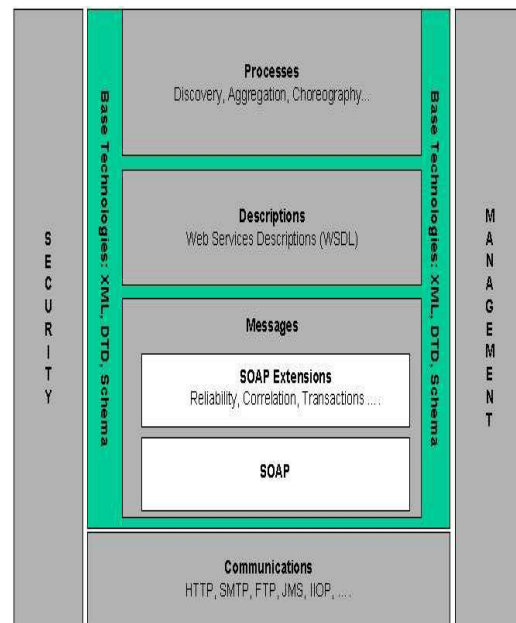 SECURITY
Base Technologies: XML, DTD, Schema
Processes
Discovery, Aggregation, Choreography...
Descriptions
Web Services Descriptions (WSDL)
Messages
SOAP Extensions
Reliability, Correlation, Transactions ....
SOAP
Base Technologies: XML, DTD, Schema
MANAGEMENT
Communications
HTTP, SMTP, FTP, JMS, IIOP, ....